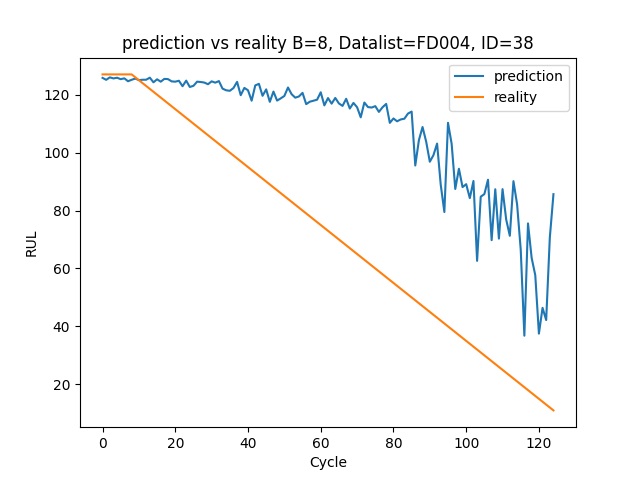 prediction vs reality B=8, Datalist=FD004, ID=38
prediction
reality
RUL
120
100
80
60
40
20
0 20 40 60 80 100 120
Cycle